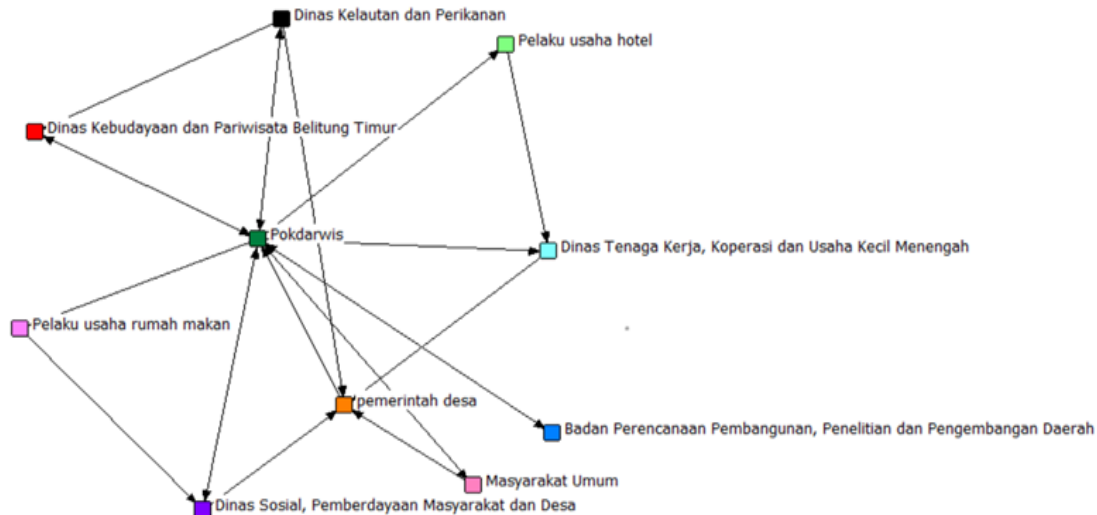 Dinas Kelautan dan Perikanan
Pelaku usaha hotel
Dinas Kebudayaan dan Pariwisata Belitung Timur
Pokdarwis
Dinas Tenaga Kerja, Koperasi dan Usaha Kecil Menengah
Pelaku usaha rumah makan
pemerintah desa
Badan Perencanaan Pembangunan, Penelitian dan Pengembangan Daerah
Masyarakat Umum
Dinas Sosial, Pemberdayaan Masyarakat dan Desa